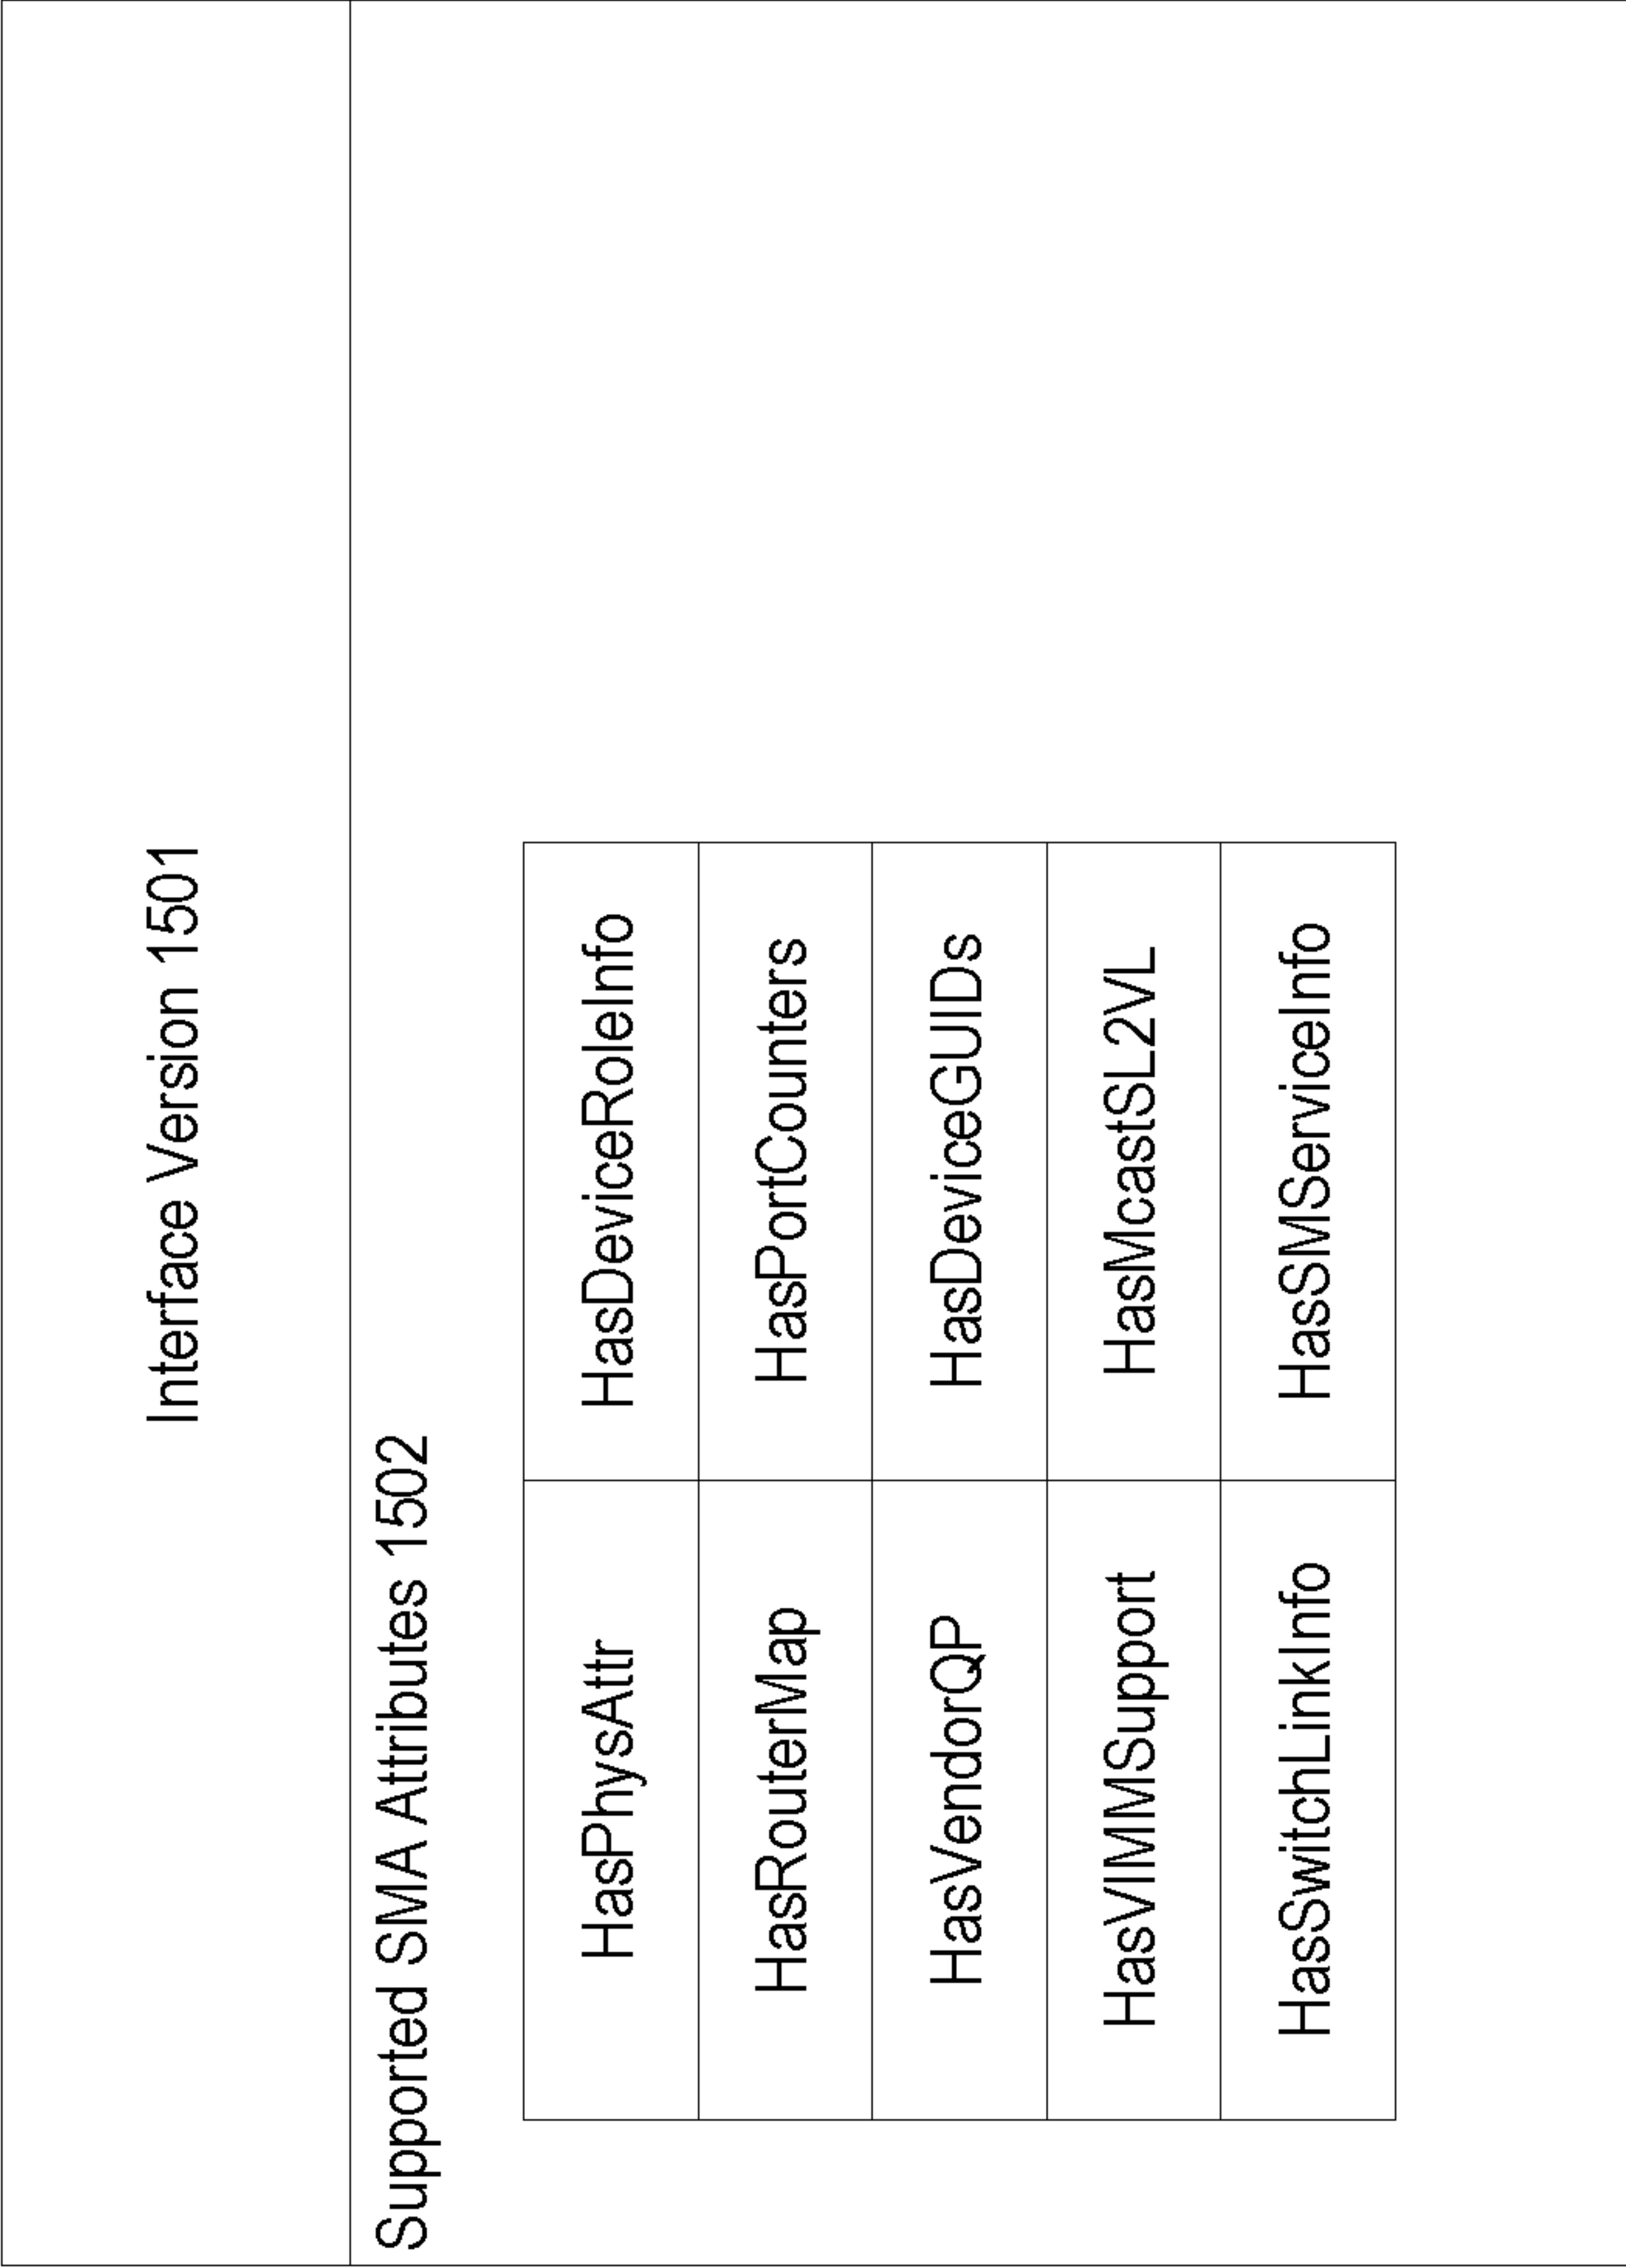 Interface Version 1501
Supported SMA Attributes 1502
HasPhysAttr HasDeviceRoleInfo
HasRouterMap HasPortCounters
HasVendorQP HasDeviceGUIDs
HasVIMMSupport HasMcastSL2VL
HasSwitchLinkInfo HasSMServiceInfo